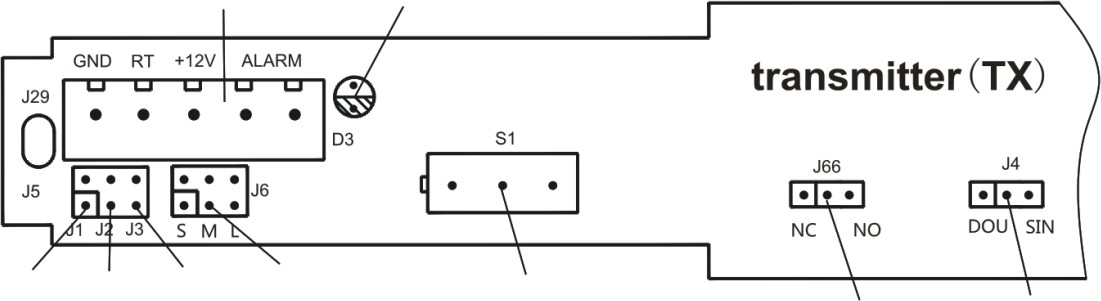 GND RT +12V ALARM
transmitter(TX)
J29
D3
S1
J66
J4
J5
J6
J1 J2 J3
S M L
NC NO
DOU SIN